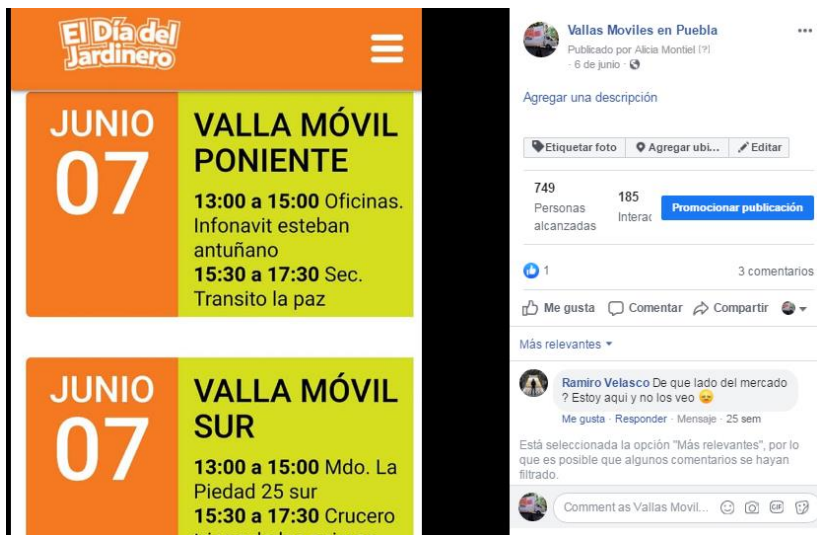 El Día del
Jardinero
JUNIO
07
VALLA MÓVIL
PONIENTE
13:00 a 15:00 Oficinas.
Infonavit esteban
antuñano
15:30 a 17:30 Sec.
Transito la paz
JUNIO
07
VALLA MÓVIL
SUR
13:00 a 15:00 Mdo. La
Piedad 25 sur
15:30 a 17:30 Crucero
Vallas Moviles en Puebla
Publicado por Alicia Montiel [?]
· 6 de junio ·
Agregar una descripción
Etiquetar foto
Agregar ubi...
Editar
749
Personas
alcanzadas
185
Interac
Promocionar publicación
1
3 comentarios
Me gusta
Comentar
Compartir
Más relevantes
Ramiro Velasco De que lado del mercado
? Estoy aqui y no los veo
Me gusta · Responder · Mensaje · 25 sem
Está seleccionada la opción "Más relevantes", por lo
que es posible que algunos comentarios se hayan
filtrado.
Comment as Vallas Movil...
GIF